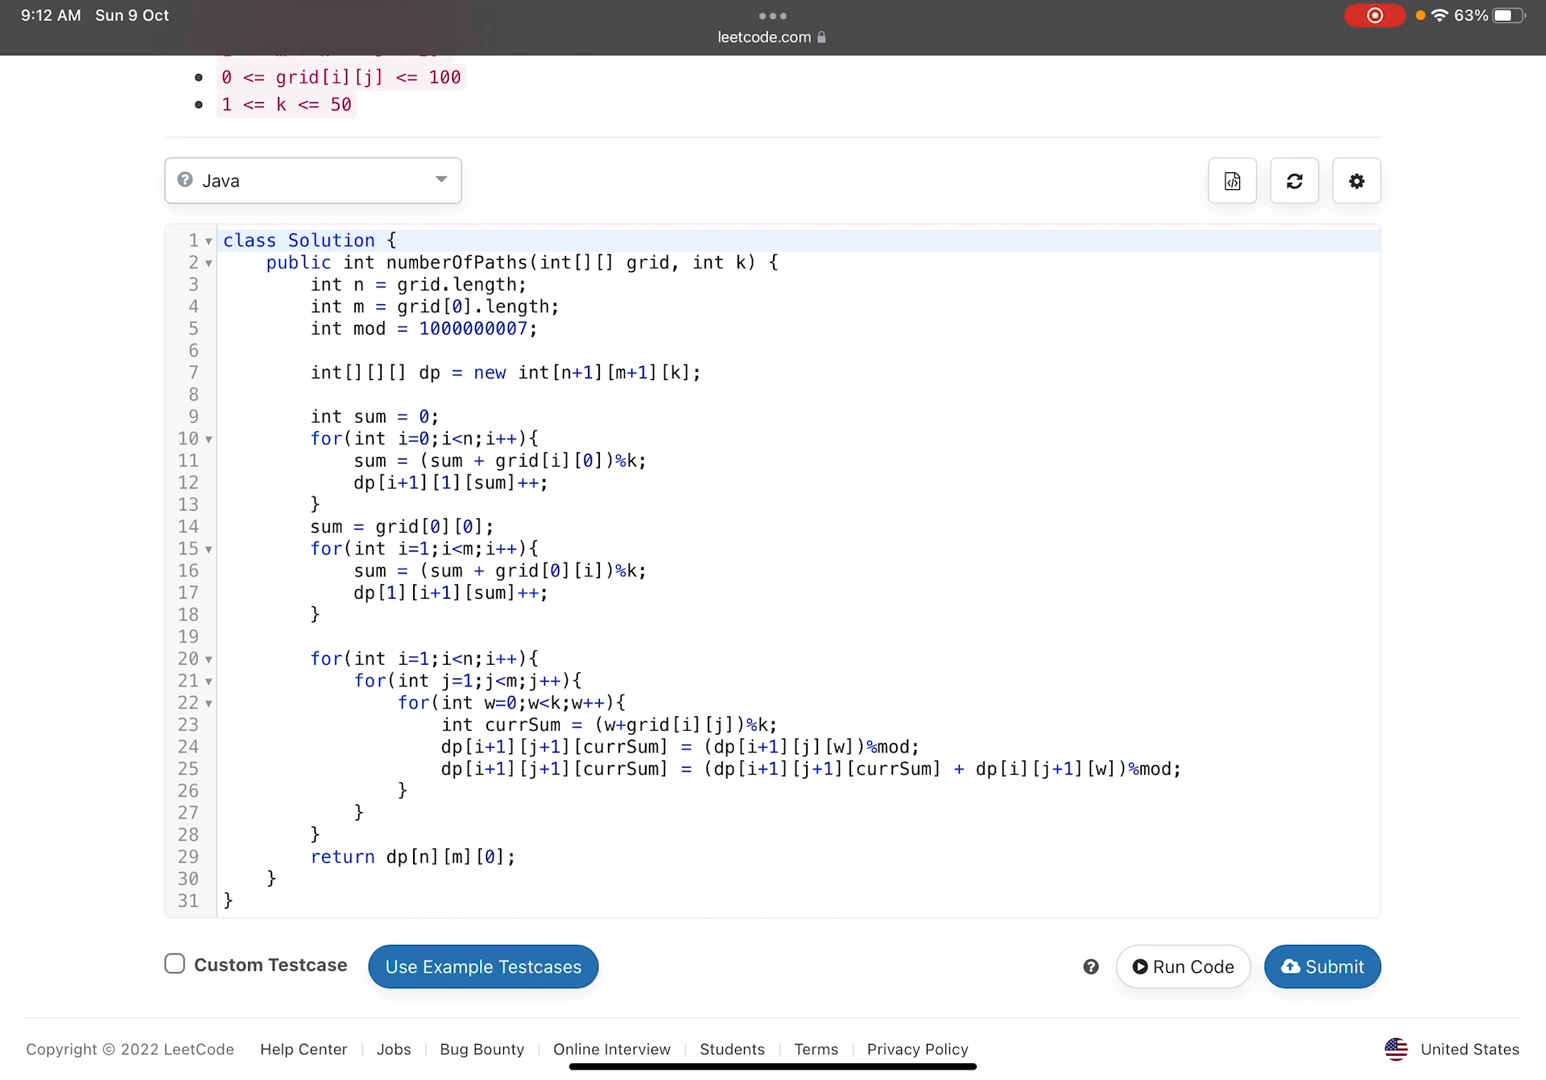 9:12 AM Sun 9 Oct
63%
leetcode.com
0 <= grid[i][j] <= 100
1 <= k <= 50
Java
1 class Solution {
2 public int numberOfPaths(int[][] grid, int k) {
3 int n = grid.length;
4 int m = grid[0].length;
5 int mod = 1000000007;
6
7 int[][][] dp = new int[n+1][m+1][k];
8
9 int sum = 0;
10 for(int i=0;i<n;i++){
11 sum = (sum + grid[i][0])%k;
12 dp[i+1][1][sum]++;
13 }
14 sum = grid[0][0];
15 for(int i=1;i<m;i++){
16 sum = (sum + grid[0][i])%k;
17 dp[1][i+1][sum]++;
18 }
19
20 for(int i=1;i<n;i++){
21 for(int j=1;j<m;j++){
22 for(int w=0;w<k;w++){
23 int currSum = (w+grid[i][j])%k;
24 dp[i+1][j+1][currSum] = (dp[i+1][j][w])%mod;
25 dp[i+1][j+1][currSum] = (dp[i+1][j+1][currSum] + dp[i][j+1][w])%mod;
26 }
27 }
28 }
29 return dp[n][m][0];
30 }
31 }
Custom Testcase
Use Example Testcases
Run Code
Submit
Copyright © 2022 LeetCode Help Center Jobs Bug Bounty Online Interview Students Terms Privacy Policy United States